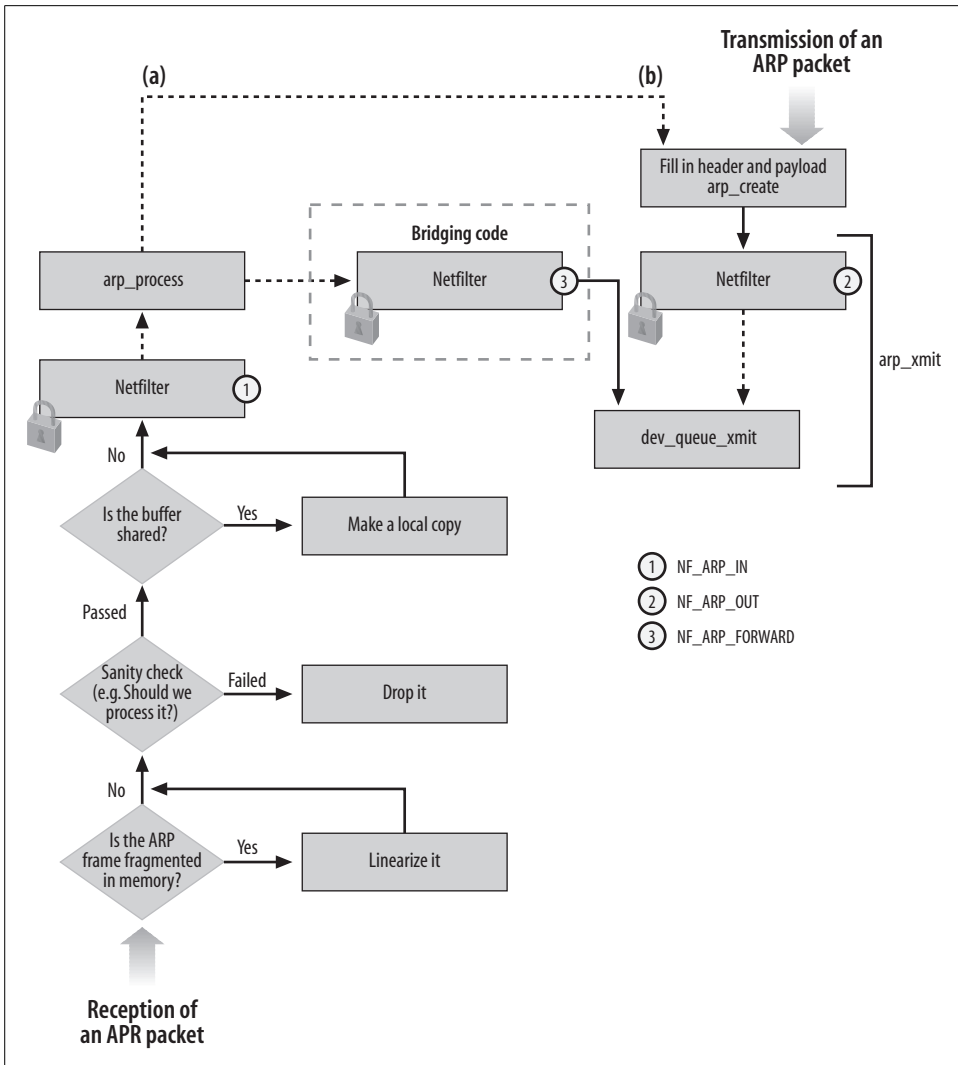 Transmission of an
ARP packet
(a)
(b)
Fill in header and payload
arp_create
Bridging code
arp_process
Netfilter
3
Netfilter
2
arp_xmit
Netfilter
1
dev_queue_xmit
No
Is the buffer
shared?
Yes
Make a local copy
1 NF_ARP_IN
2 NF_ARP_OUT
3 NF_ARP_FORWARD
Passed
Sanity check
(e.g. Should we
process it?)
Failed
Drop it
No
Is the ARP
frame fragmented
in memory?
Yes
Linearize it
Reception of
an APR packet